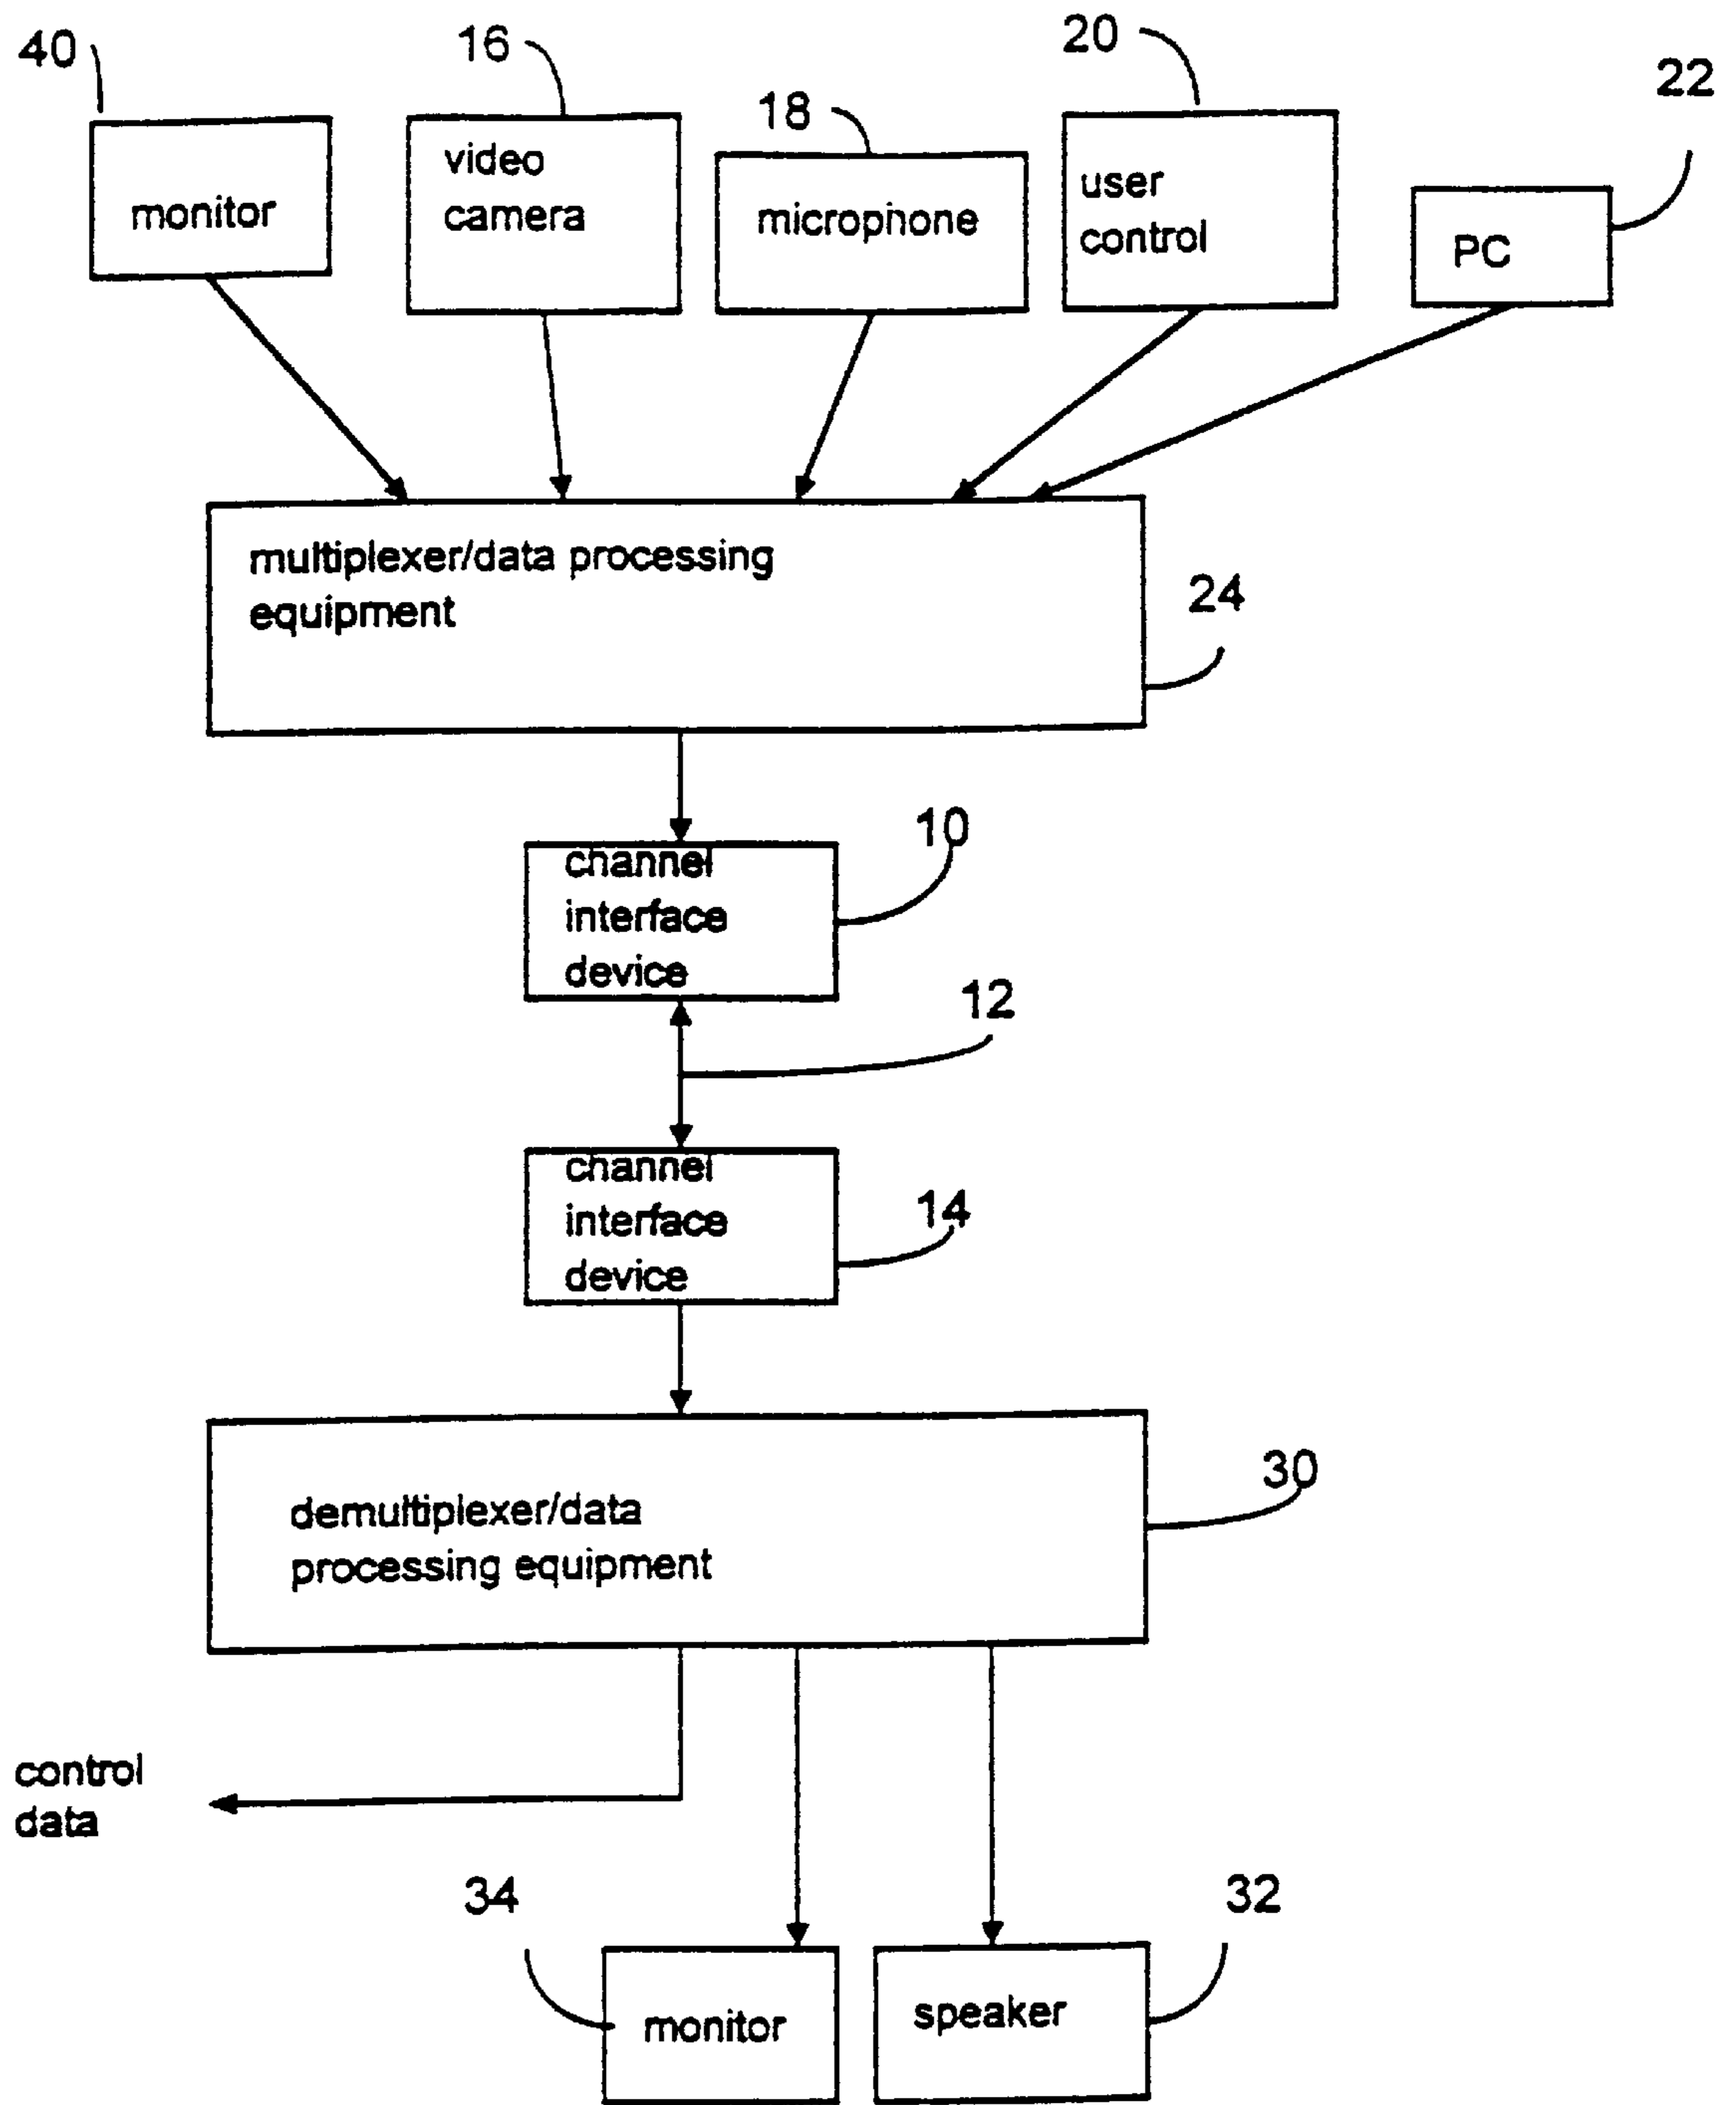 40
16
20
22
18
monitor
video
camera
microphone
user
control
PC
multiplexer/data processing
equipment
24
10
channel
interface
device
12
channel
interface
device
14
30
demultiplexer/data
processing equipment
control
data
34
32
monitor
speaker